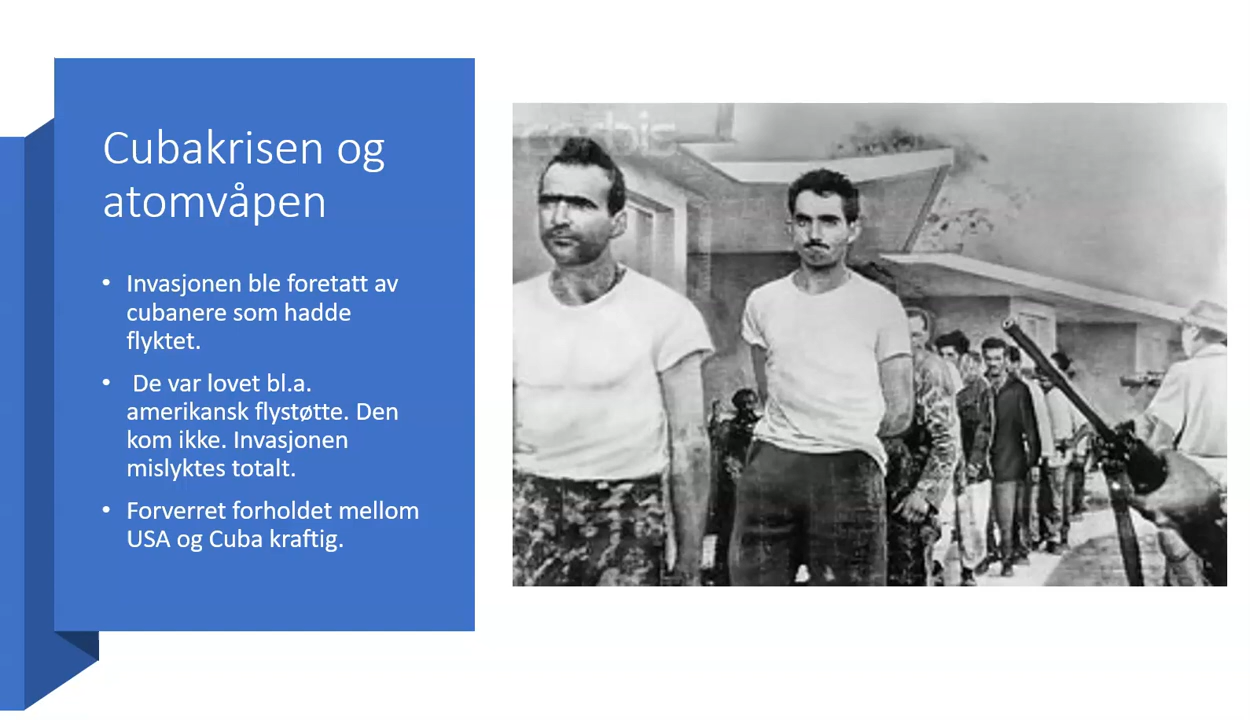 Cubakrisen og
atomvåpen
• Invasjonen ble foretatt av
cubanere som hadde
flyktet.
• De var lovet bl.a.
amerikansk flystøtte. Den
kom ikke. Invasjonen
mislyktes totalt.
• Forverret forholdet mellom
USA og Cuba kraftig.
corbis